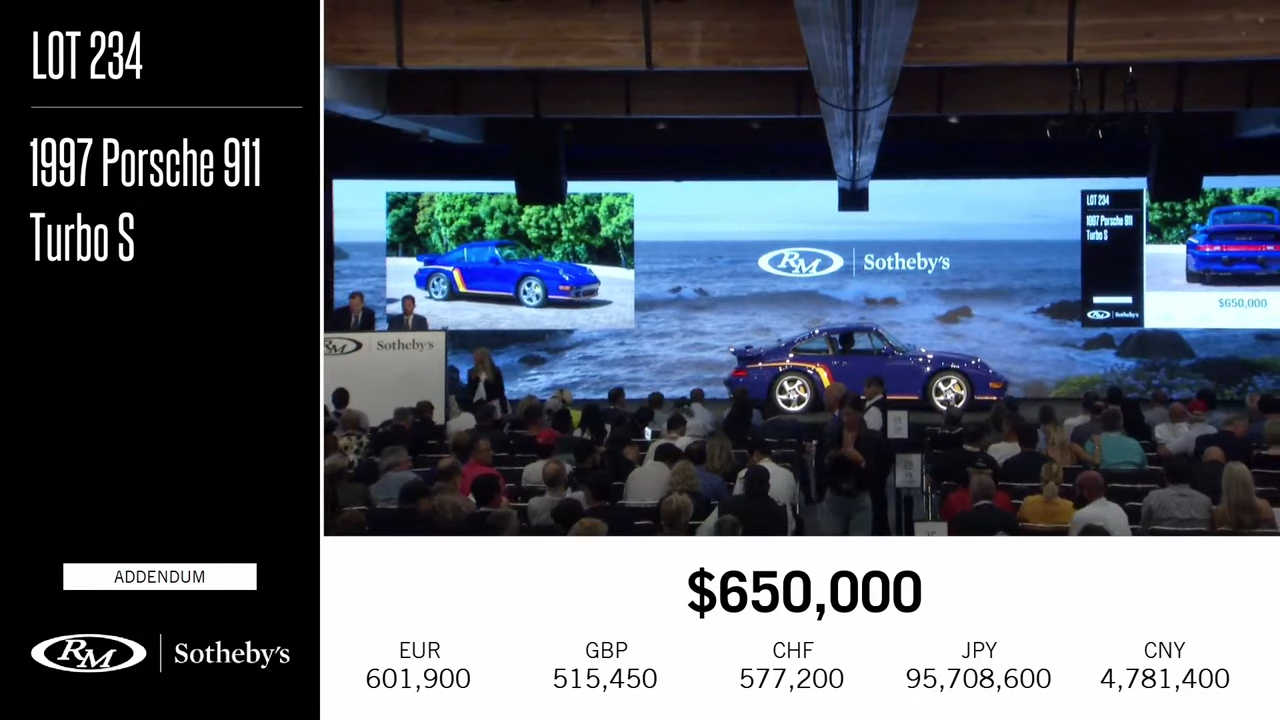 LOT 234
1997 Porsche 911
Turbo S
ADDENDUM
RM Sotheby's
RM Sotheby's
LOT 234
1997 Porsche 911
Turbo S
$650,000
RM Sotheby's
RM Sotheby's
$650,000
EUR GBP CHF JPY CNY
601,900 515,450 577,200 95,708,600 4,781,400